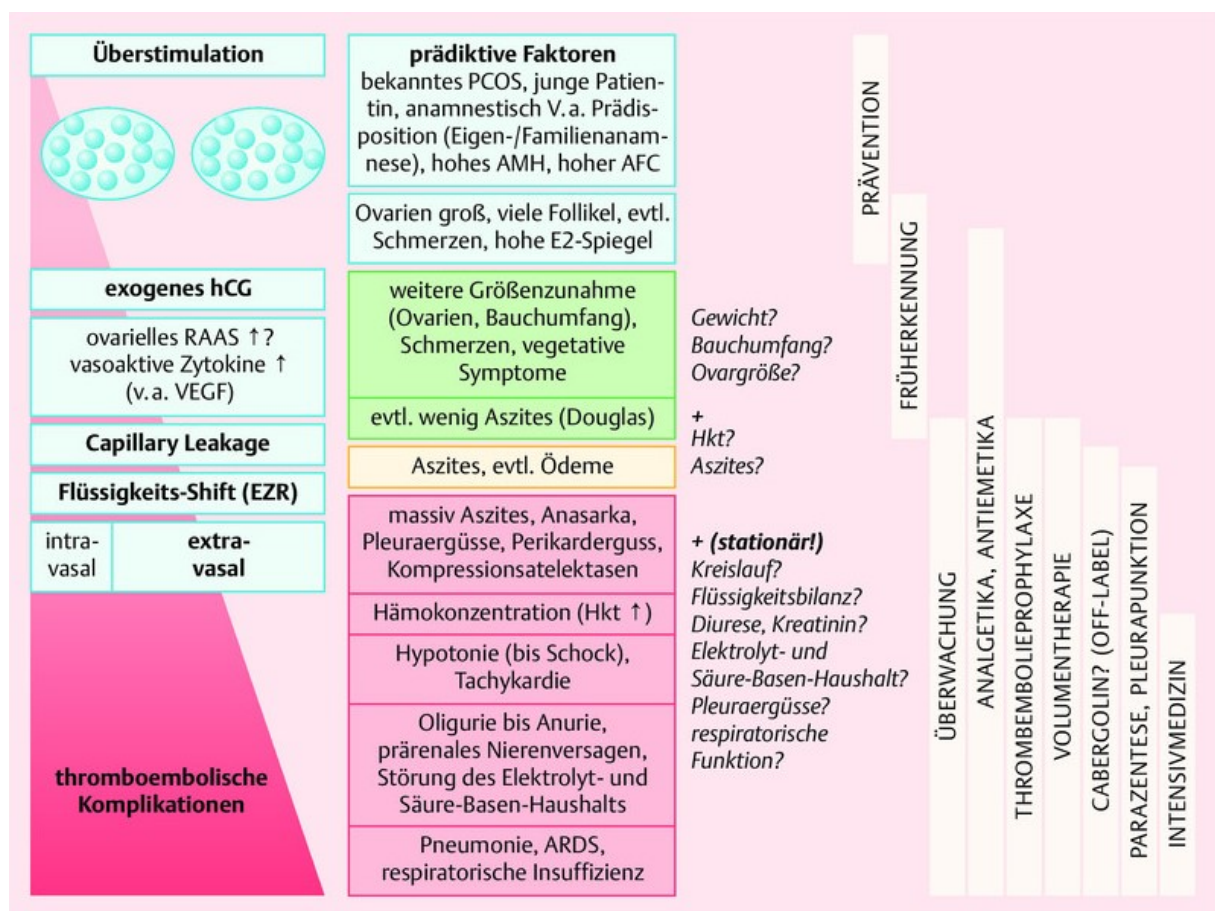 Überstimulation
exogenes hCG
ovarielles RAAS ↑?
vasoaktive Zytokine ↑
(v. a. VEGF)
Capillary Leakage
Flüssigkeits-Shift (EZR)
intra-
vasal
extra-
vasal
thromboembolische
Komplikationen
prädiktive Faktoren
bekanntes PCOS, junge Patien-
tin, anamnestisch V. a. Prädis-
position (Eigen-/Familienanam-
nese), hohes AMH, hoher AFC
Ovarien groß, viele Follikel, evtl.
Schmerzen, hohe E2-Spiegel
weitere Größenzunahme
(Ovarien, Bauchumfang),
Schmerzen, vegetative
Symptome
evtl. wenig Aszites (Douglas)
Aszites, evtl. Ödeme
massiv Aszites, Anasarka,
Pleuraergüsse, Perikarderguss,
Kompressionsatelektasen
Hämokonzentration (Hkt ↑)
Hypotonie (bis Schock),
Tachykardie
Oligurie bis Anurie,
prärenales Nierenversagen,
Störung des Elektrolyt- und
Säure-Basen-Haushalts
Pneumonie, ARDS,
respiratorische Insuffizienz
Gewicht?
Bauchumfang?
Ovargröße?
+
Hkt?
Aszites?
+ (stationär!)
Kreislauf?
Flüssigkeitsbilanz?
Diurese, Kreatinin?
Elektrolyt- und
Säure-Basen-Haushalt?
Pleuraergüsse?
respiratorische
Funktion?
PRÄVENTION
FRÜHERKENNUNG
ÜBERWACHUNG
ANALGETIKA, ANTIEMETIKA
THROMBEMBOLIEPROPHYLAXE
VOLUMENTHERAPIE
CABERGOLIN? (OFF-LABEL)
PARAZENTESE, PLEURAPUNKTION
INTENSIVMEDIZIN